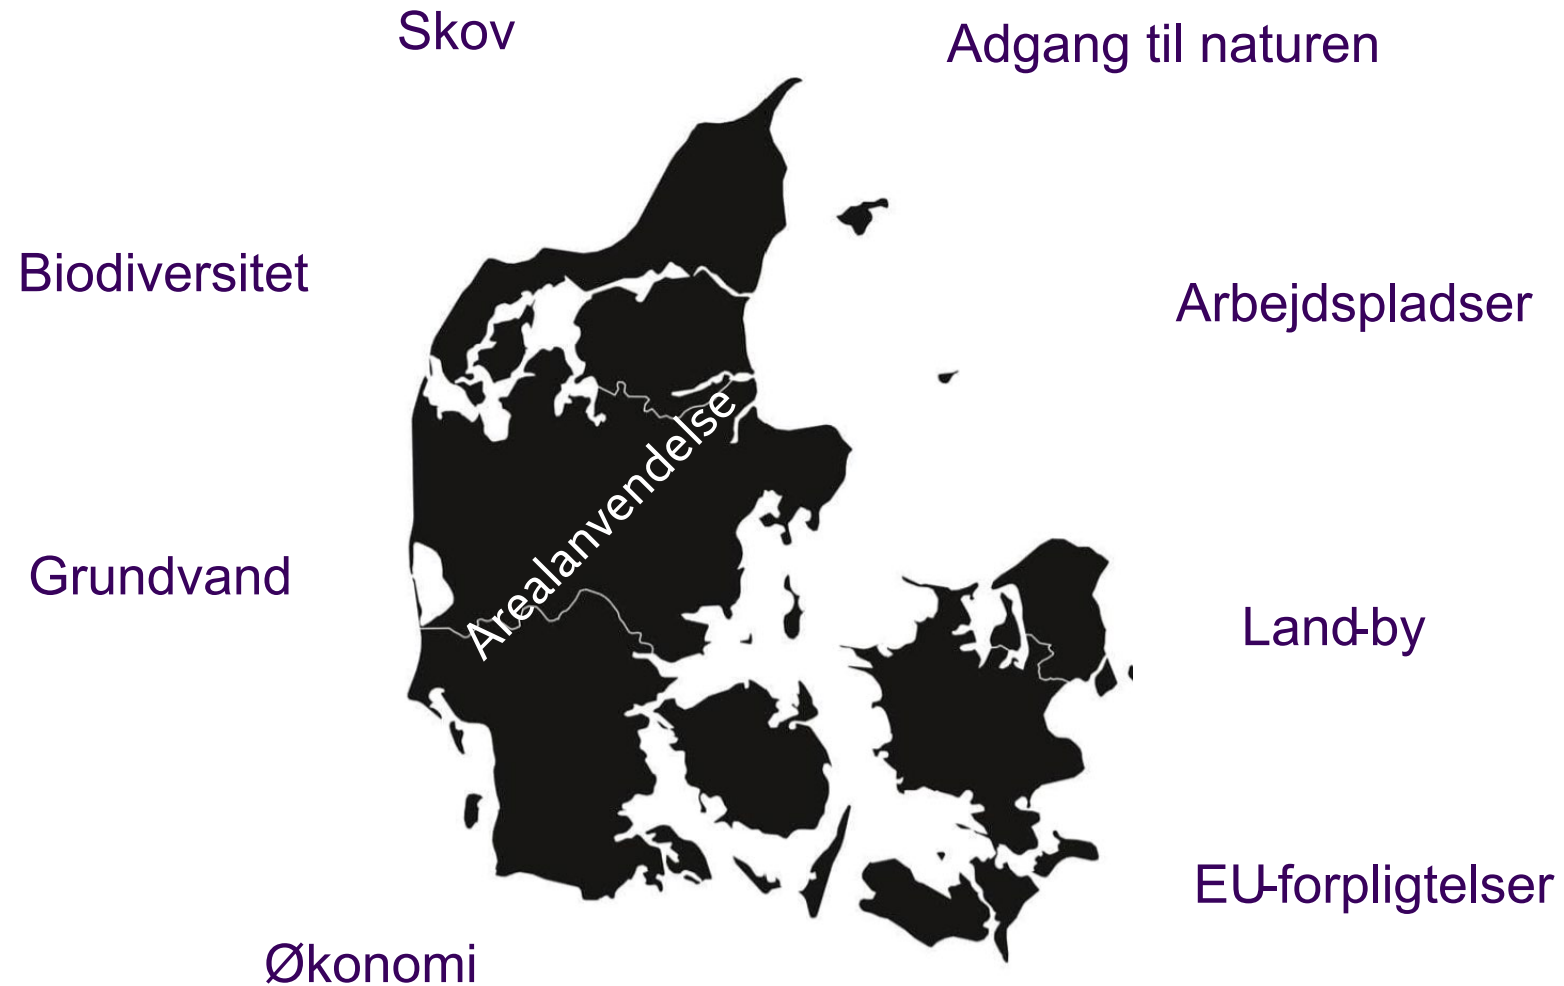 Skov
Adgang til naturen
Biodiversitet
Arbejdspladser
Arealanvendelse
Grundvand
Land-by
EU-forpligtelser
Økonomi